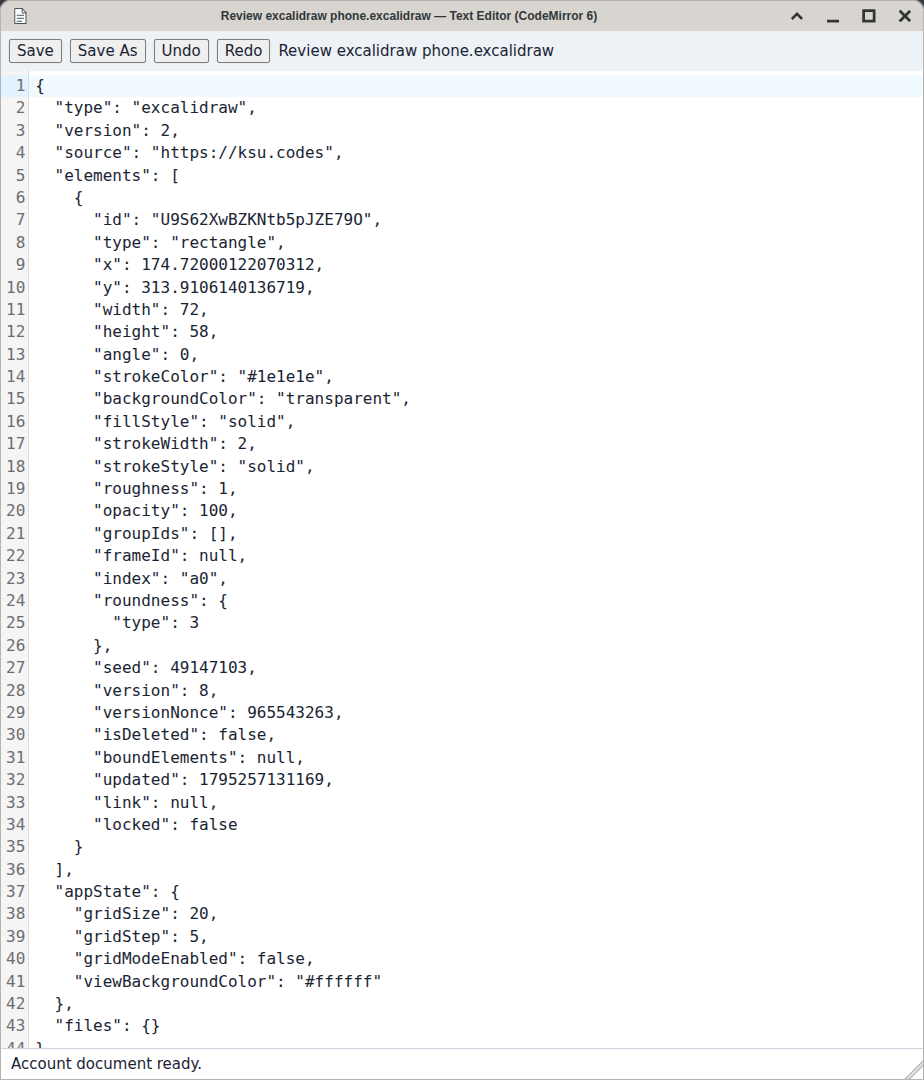 Review excalidraw phone.excalidraw — Text Editor (CodeMirror 6)
Save Save As Undo Redo Review excalidraw phone.excalidraw
1 {
2   "type": "excalidraw",
3   "version": 2,
4   "source": "https://ksu.codes",
5   "elements": [
6     {
7       "id": "U9S62XwBZKNtb5pJZE79O",
8       "type": "rectangle",
9       "x": 174.72000122070312,
10       "y": 313.9106140136719,
11       "width": 72,
12       "height": 58,
13       "angle": 0,
14       "strokeColor": "#1e1e1e",
15       "backgroundColor": "transparent",
16       "fillStyle": "solid",
17       "strokeWidth": 2,
18       "strokeStyle": "solid",
19       "roughness": 1,
20       "opacity": 100,
21       "groupIds": [],
22       "frameId": null,
23       "index": "a0",
24       "roundness": {
25         "type": 3
26       },
27       "seed": 49147103,
28       "version": 8,
29       "versionNonce": 965543263,
30       "isDeleted": false,
31       "boundElements": null,
32       "updated": 1795257131169,
33       "link": null,
34       "locked": false
35     }
36   ],
37   "appState": {
38     "gridSize": 20,
39     "gridStep": 5,
40     "gridModeEnabled": false,
41     "viewBackgroundColor": "#ffffff"
42   },
43   "files": {}
44 }
Account document ready.